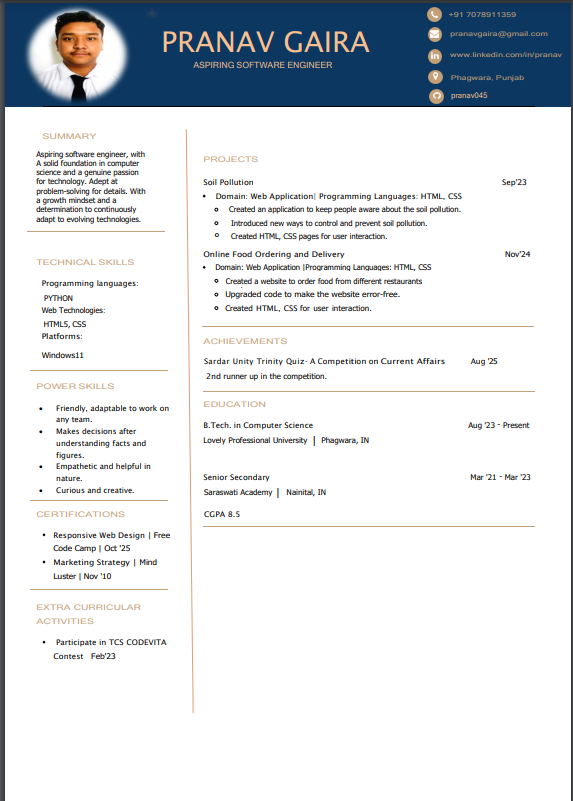 PRANAV GAIRA
ASPIRING SOFTWARE ENGINEER
+91 7078911359
pranavgaira@gmail.com
www.linkedin.com/in/pranav
Phagwara, Punjab
pranav045
SUMMARY
Aspiring software engineer, with
A solid foundation in computer
science and a genuine passion
for technology. Adept at
problem-solving for details. With
a growth mindset and a
determination to continuously
adapt to evolving technologies.
TECHNICAL SKILLS
Programming languages:
PYTHON
Web Technologies:
HTML5, CSS
Platforms:
Windows11
POWER SKILLS
• Friendly, adaptable to work on
any team.
• Makes decisions after
understanding facts and
figures.
• Empathetic and helpful in
nature.
• Curious and creative.
CERTIFICATIONS
• Responsive Web Design | Free
Code Camp | Oct '25
• Marketing Strategy | Mind
Luster | Nov '10
EXTRA CURRICULAR
ACTIVITIES
• Participate in TCS CODEVITA
Contest Feb'23
PROJECTS
Soil Pollution Sep'23
• Domain: Web Application| Programming Languages: HTML, CSS
Created an application to keep people aware about the soil pollution.
Introduced new ways to control and prevent soil pollution.
Created HTML, CSS pages for user interaction.
Online Food Ordering and Delivery Nov'24
• Domain: Web Application |Programming Languages: HTML, CSS
Created a website to order food from different restaurants
Upgraded code to make the website error-free.
Created HTML, CSS for user interaction.
ACHIEVEMENTS
Sardar Unity Trinity Quiz- A Competition on Current Affairs Aug '25
2nd runner up in the competition.
EDUCATION
B.Tech. in Computer Science Aug '23 - Present
Lovely Professional University | Phagwara, IN
Senior Secondary Mar '21 - Mar '23
Saraswati Academy | Nainital, IN
CGPA 8.5